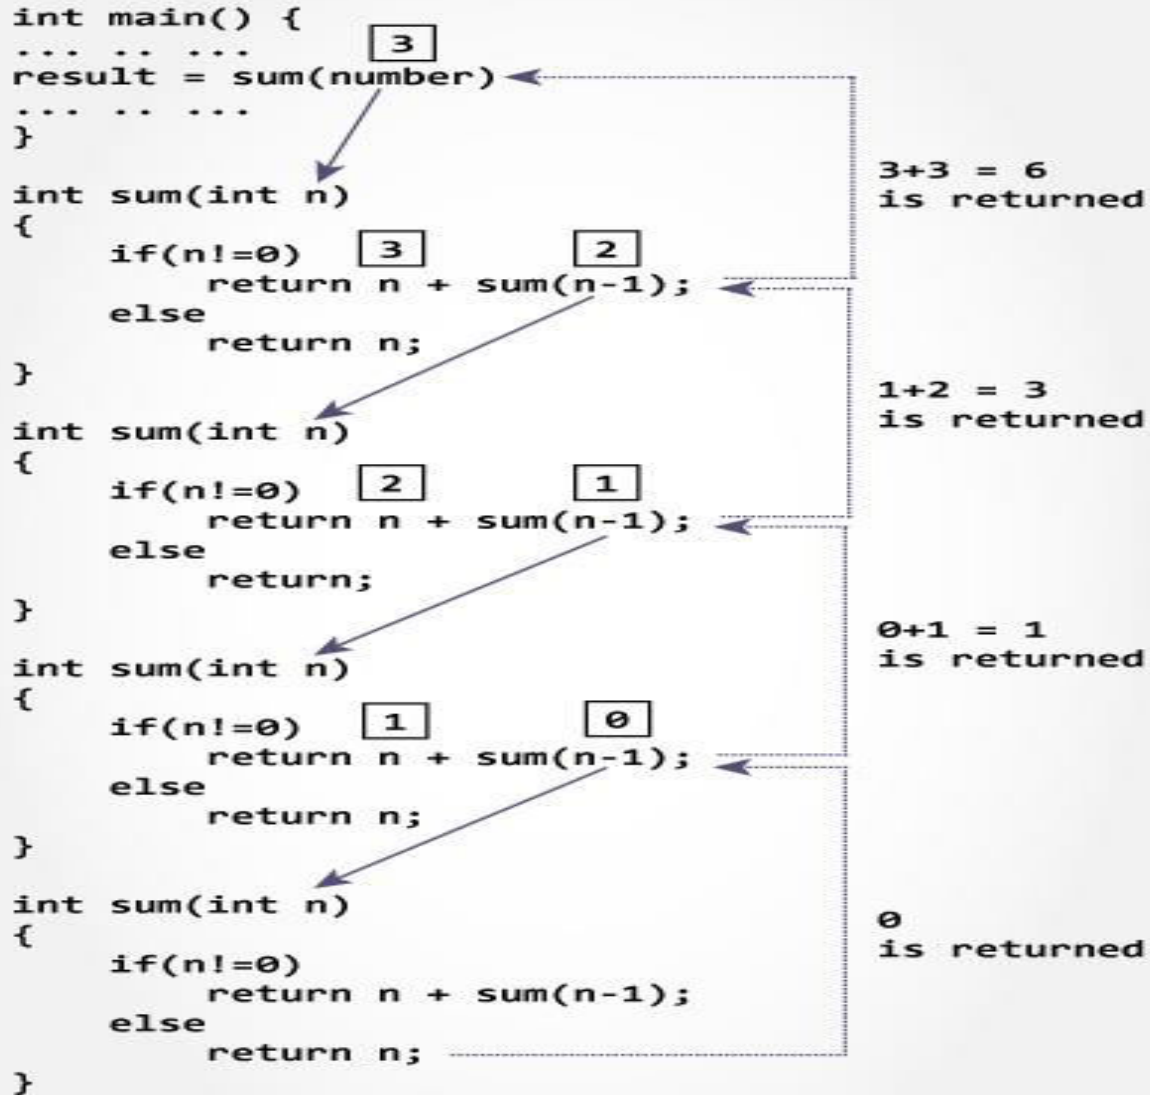 int main() {
... .. ...
3
result = sum(number)
... .. ...
}
3+3 = 6
is returned
int sum(int n)
{
if(n!=0)
3
2
return n + sum(n-1);
else
return n;
}
1+2 = 3
is returned
int sum(int n)
{
if(n!=0)
2
1
return n + sum(n-1);
else
return;
}
0+1 = 1
is returned
int sum(int n)
{
if(n!=0)
1
0
return n + sum(n-1);
else
return n;
}
int sum(int n)
{
if(n!=0)
return n + sum(n-1);
else
return n;
}
0
is returned